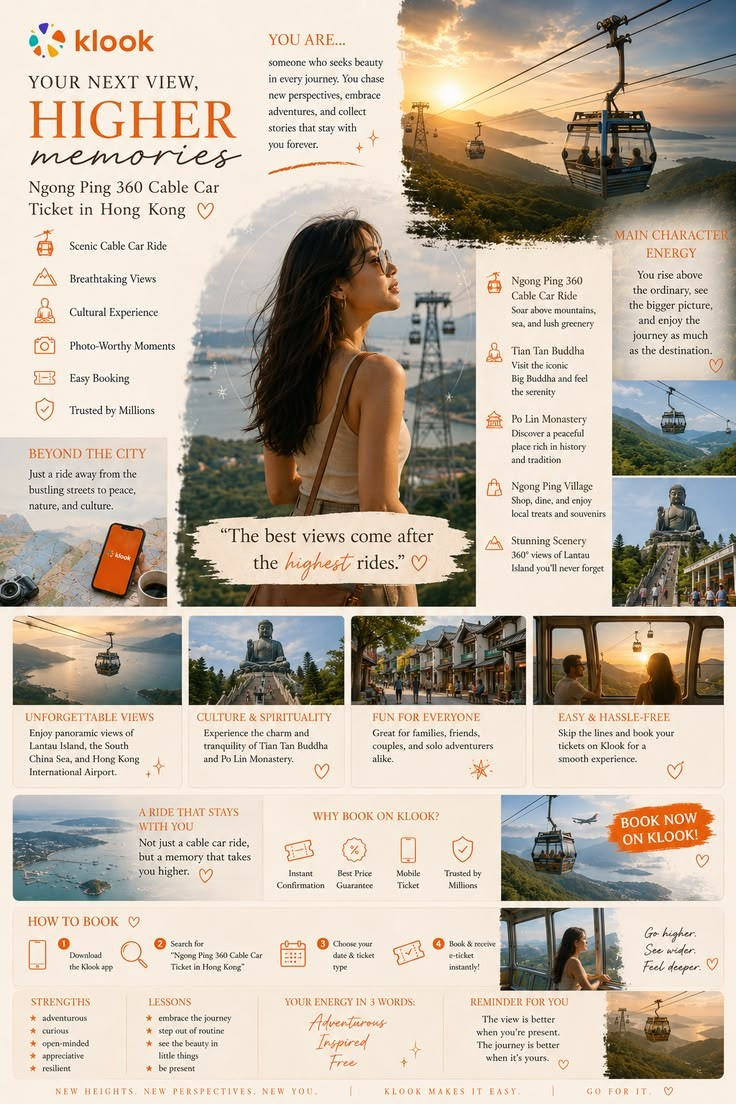 klook
YOUR NEXT VIEW,
HIGHER
memories
Ngong Ping 360 Cable Car
Ticket in Hong Kong
Scenic Cable Car Ride
Breathtaking Views
Cultural Experience
Photo-Worthy Moments
Easy Booking
Trusted by Millions
YOU ARE...
someone who seeks beauty
in every journey. You chase
new perspectives, embrace
adventures, and collect
stories that stay with
you forever.
MAIN CHARACTER
ENERGY
You rise above
the ordinary, see
the bigger picture,
and enjoy the
journey as much
as the destination.
Ngong Ping 360
Cable Car Ride
Soar above mountains,
sea, and lush greenery
Tian Tan Buddha
Visit the iconic
Big Buddha and feel
the serenity
Po Lin Monastery
Discover a peaceful
place rich in history
and tradition
Ngong Ping Village
Shop, dine, and enjoy
local treats and souvenirs
Stunning Scenery
360° views of Lantau
Island you'll never forget
BEYOND THE CITY
Just a ride away from the
bustling streets to peace,
nature, and culture.
klook
“The best views come after
the highest rides.”
UNFORGETTABLE VIEWS
Enjoy panoramic views of
Lantau Island, the South
China Sea, and Hong Kong
International Airport.
CULTURE & SPIRITUALITY
Experience the charm and
tranquility of Tian Tan Buddha
and Po Lin Monastery.
FUN FOR EVERYONE
Great for families, friends,
couples, and solo adventurers
alike.
EASY & HASSLE-FREE
Skip the lines and book your
tickets on Klook for a
smooth experience.
A RIDE THAT STAYS
WITH YOU
Not just a cable car ride,
but a memory that takes
you higher.
WHY BOOK ON KLOOK?
Instant
Confirmation
Best Price
Guarantee
Mobile
Ticket
Trusted by
Millions
BOOK NOW
ON KLOOK!
HOW TO BOOK
1
Download
the Klook app
2
Search for
"Ngong Ping 360 Cable Car
Ticket in Hong Kong"
3
Choose your
date & ticket
type
4
Book & receive
e-ticket
instantly!
Go higher.
See wider.
Feel deeper.
STRENGTHS
adventurous
curious
open-minded
appreciative
resilient
LESSONS
embrace the journey
step out of routine
see the beauty in
little things
be present
YOUR ENERGY IN 3 WORDS:
Adventurous
Inspired
Free
REMINDER FOR YOU
The view is better
when you're present.
The journey is better
when it's yours.
NEW HEIGHTS. NEW PERSPECTIVES. NEW YOU.
KLOOK MAKES IT EASY.
GO FOR IT.